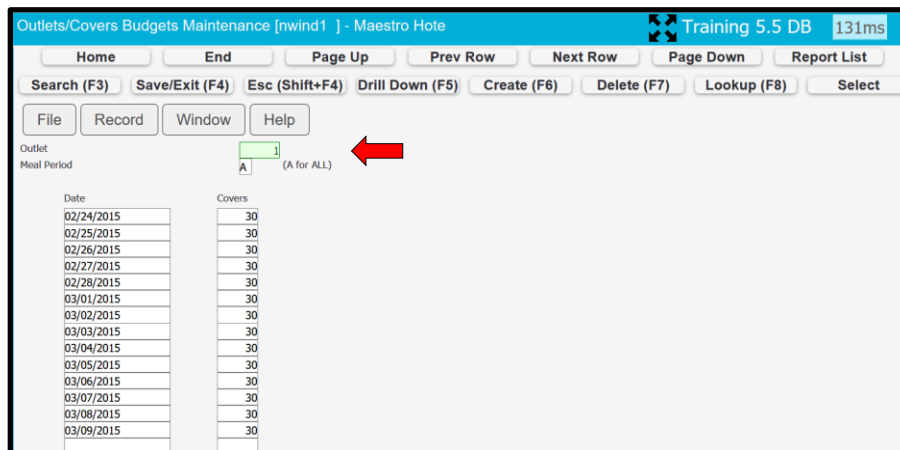 Outlets/Covers Budgets Maintenance [nwind1 ] - Maestro Hote Training 5.5 DB 131ms
Home End Page Up Prev Row Next Row Page Down Report List
Search (F3) Save/Exit (F4) Esc (Shift+F4) Drill Down (F5) Create (F6) Delete (F7) Lookup (F8) Select
File Record Window Help
Outlet 1
Meal Period A (A for ALL)
Date Covers
02/24/2015 30
02/25/2015 30
02/26/2015 30
02/27/2015 30
02/28/2015 30
03/01/2015 30
03/02/2015 30
03/03/2015 30
03/04/2015 30
03/05/2015 30
03/06/2015 30
03/07/2015 30
03/08/2015 30
03/09/2015 30